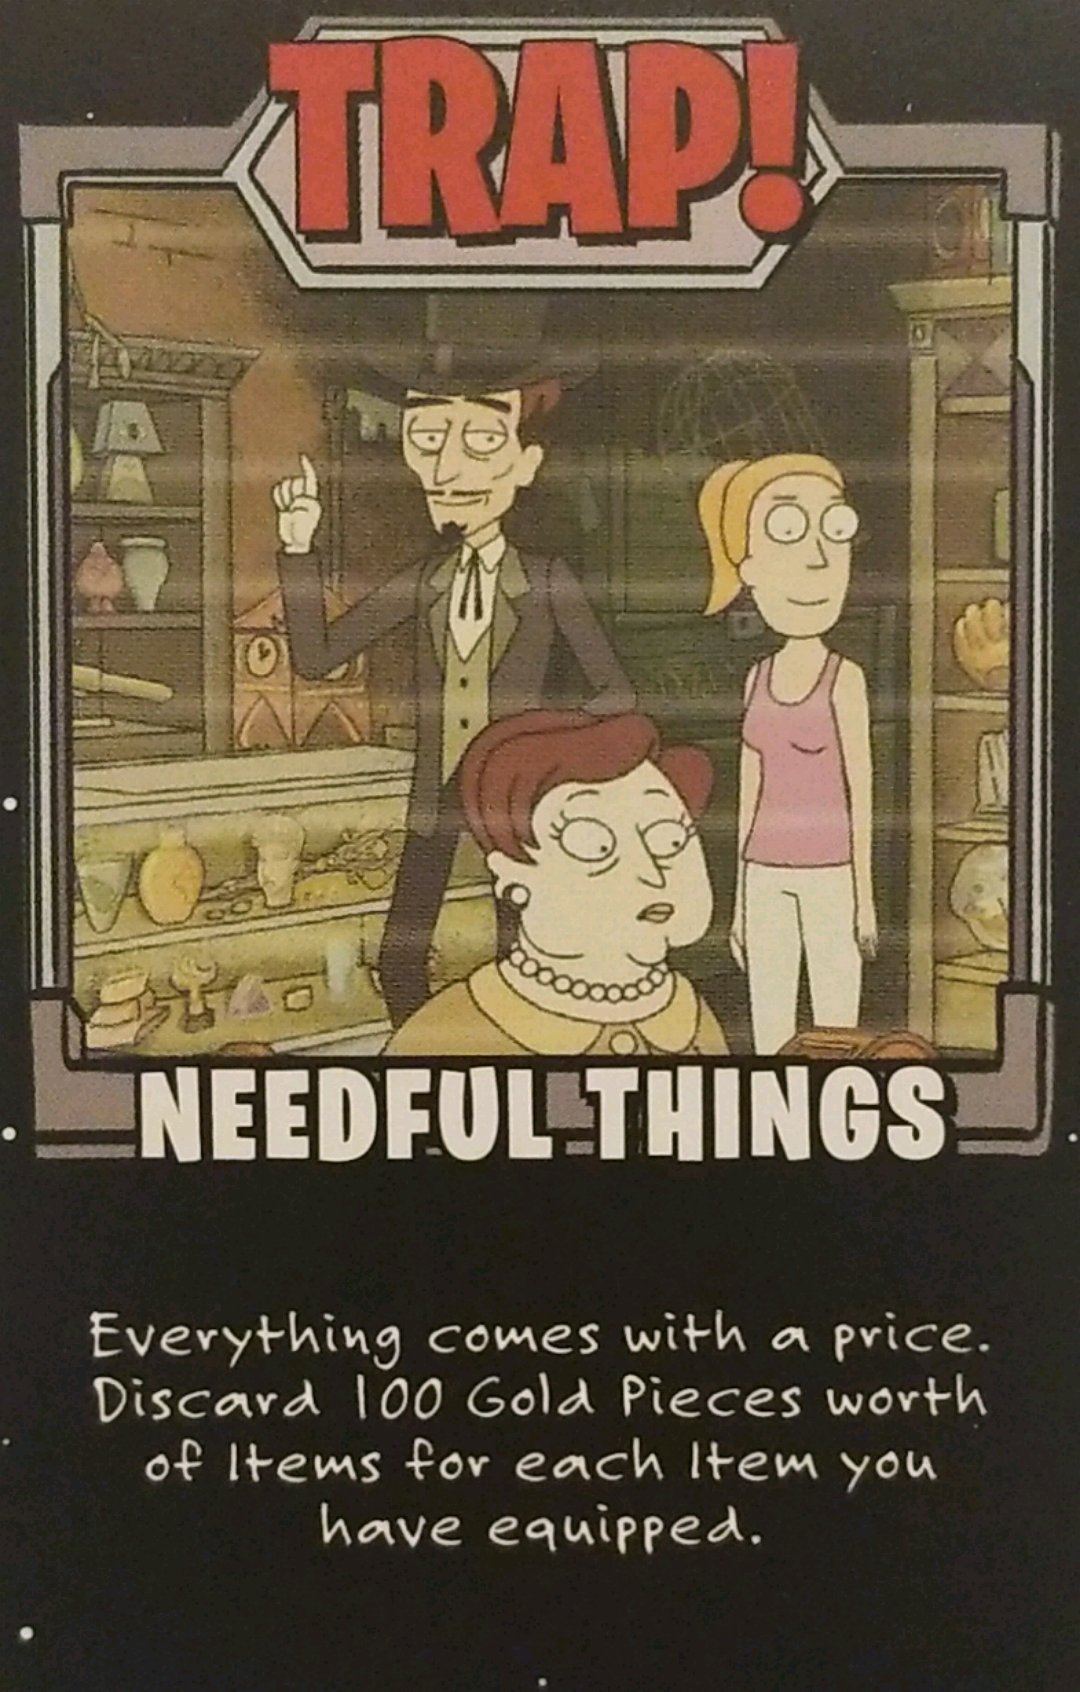 TRAP!
NEEDFUL THINGS
Everything comes with a price.
Discard 100 Gold Pieces worth
of Items for each Item you
have equipped.